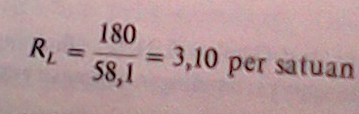 R_L = 180/58,1 = 3,10 per satuan